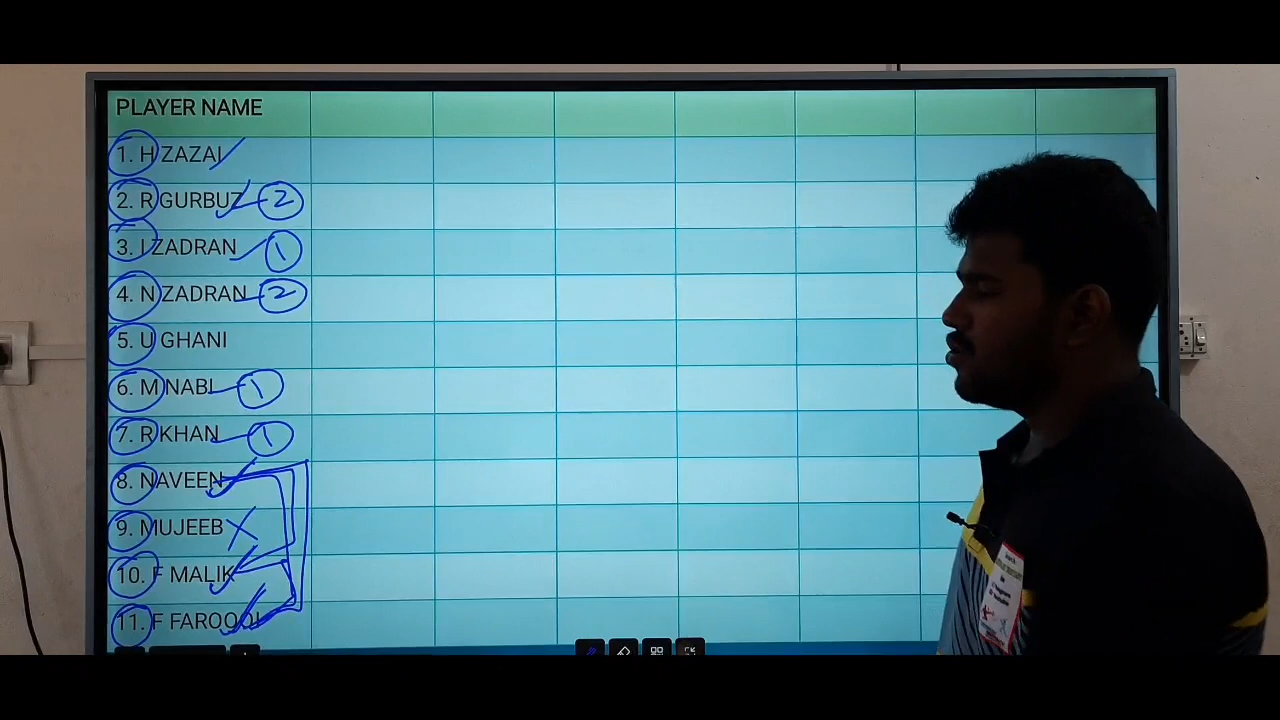 PLAYER NAME
1. H ZAZAI
2. R GURBUZ 2
3. I ZADRAN 1
4. N ZADRAN 2
5. U GHANI
6. M NABI 1
7. R KHAN 1
8. NAVEEN
9. MUJEEB X
10. F MALIK
11. F FAROOQI